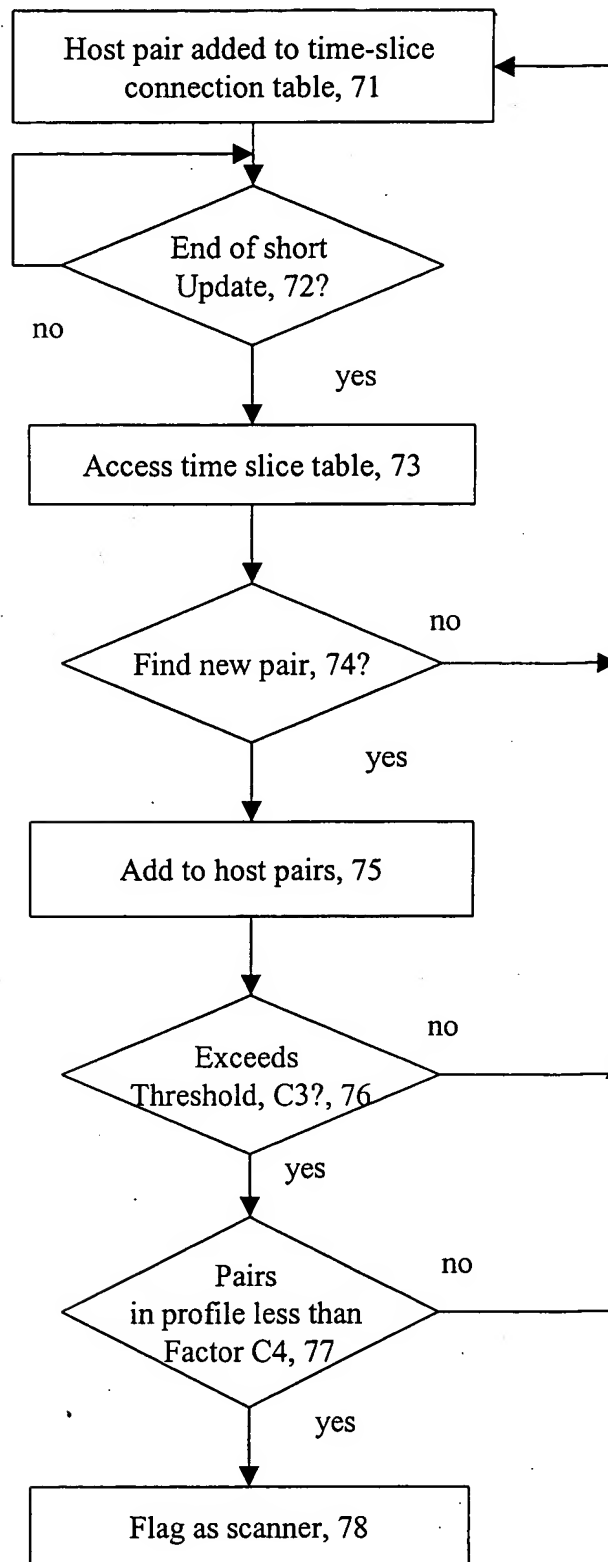 Host pair added to time-slice
connection table, 71
End of short
Update, 72?
no
yes
Access time slice table, 73
no
Find new pair, 74?
yes
Add to host pairs, 75
no
Exceeds
Threshold, C3?, 76
yes
Pairs
no
in profile less than
Factor C4, 77
yes
Flag as scanner, 78